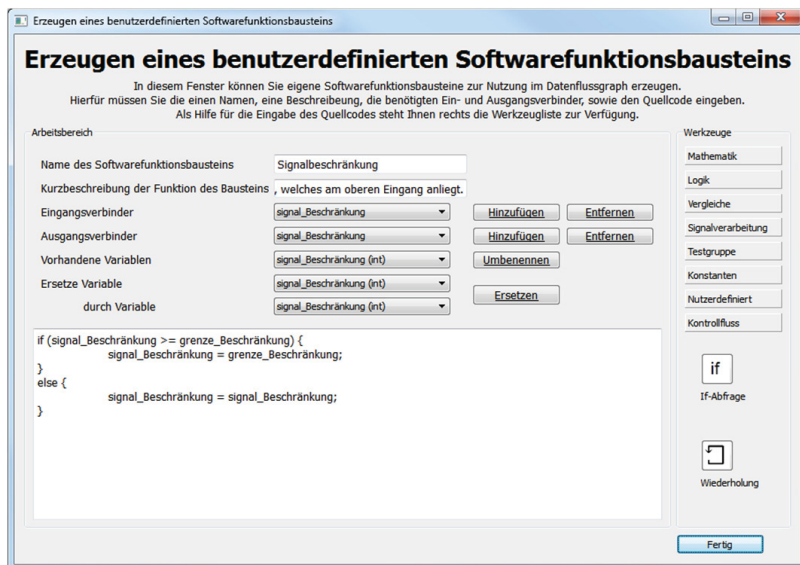 Erzeugen eines benutzerdefinierten Softwarefunktionsbausteins
Erzeugen eines benutzerdefinierten Softwarefunktionsbausteins
In diesem Fenster können Sie eigene Softwarefunktionsbausteine zur Nutzung im Datenflussgraph erzeugen.
Hierfür müssen Sie die einen Namen, eine Beschreibeung, die benötigten Ein- und Ausgangsverbinder, sowie den Quellcode eingeben.
Als Hilfe für die Eingabe des Quellcodes steht Ihnen rechts die Werkzeugliste zur Verfügung.
Arbeitsbereich
Name des Softwarefunktionsbausteins Signalbeschränkung
Kurzbeschreibung der Funktion des Bausteins , welches am oberen Eingang anliegt.
Eingangsverbinder signal_Beschränkung Hinzufügen Entfernen
Ausgangsverbinder signal_Beschränkung Hinzufügen Entfernen
Vorhandene Variablen signal_Beschränkung (int) Umbenennen
Ersetze Variable signal_Beschränkung (int)
Ersetzen
durch Variable signal_Beschränkung (int)
if (signal_Beschränkung >= grenze_Beschränkung) {
signal_Beschränkung = grenze_Beschränkung;
}
else {
signal_Beschränkung = signal_Beschränkung;
}
Werkzeuge
Mathematik
Logik
Vergleiche
Signalverarbeitung
Testgruppe
Konstanten
Nutzerdefiniert
Kontrollfluss
if
If-Abfrage
Wiederholung
Fertig